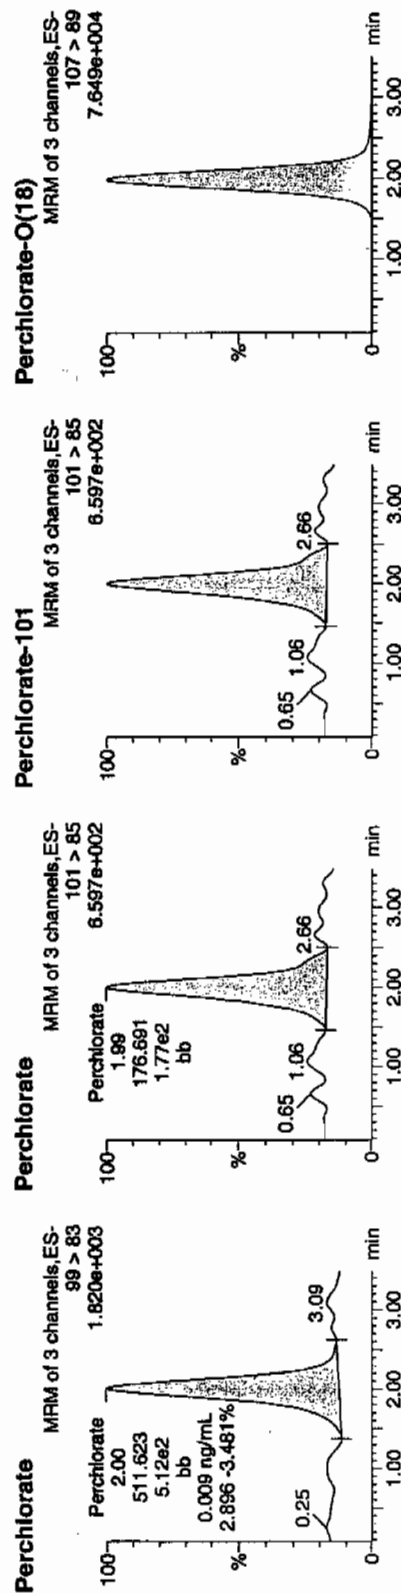 Perchlorate
MRM of 3 channels,ES-
99 > 83
1.820e+003
100
Perchlorate
2.00
511.623
5.12e2
bb
0.009 ng/mL
2.896 -3.481%
%
0.25
3.09
0
1.00
2.00
3.00
min
Perchlorate
MRM of 3 channels,ES-
101 > 85
6.597e+002
100
Perchlorate
1.99
176.691
1.77e2
bb
%
0.65
1.06
2.66
0
1.00
2.00
3.00
min
Perchlorate-101
MRM of 3 channels,ES-
101 > 85
6.597e+002
100
%
0.65
1.06
2.66
0
1.00
2.00
3.00
min
Perchlorate-O(18)
MRM of 3 channels,ES-
107 > 89
7.649e+004
100
%
0
1.00
2.00
3.00
min